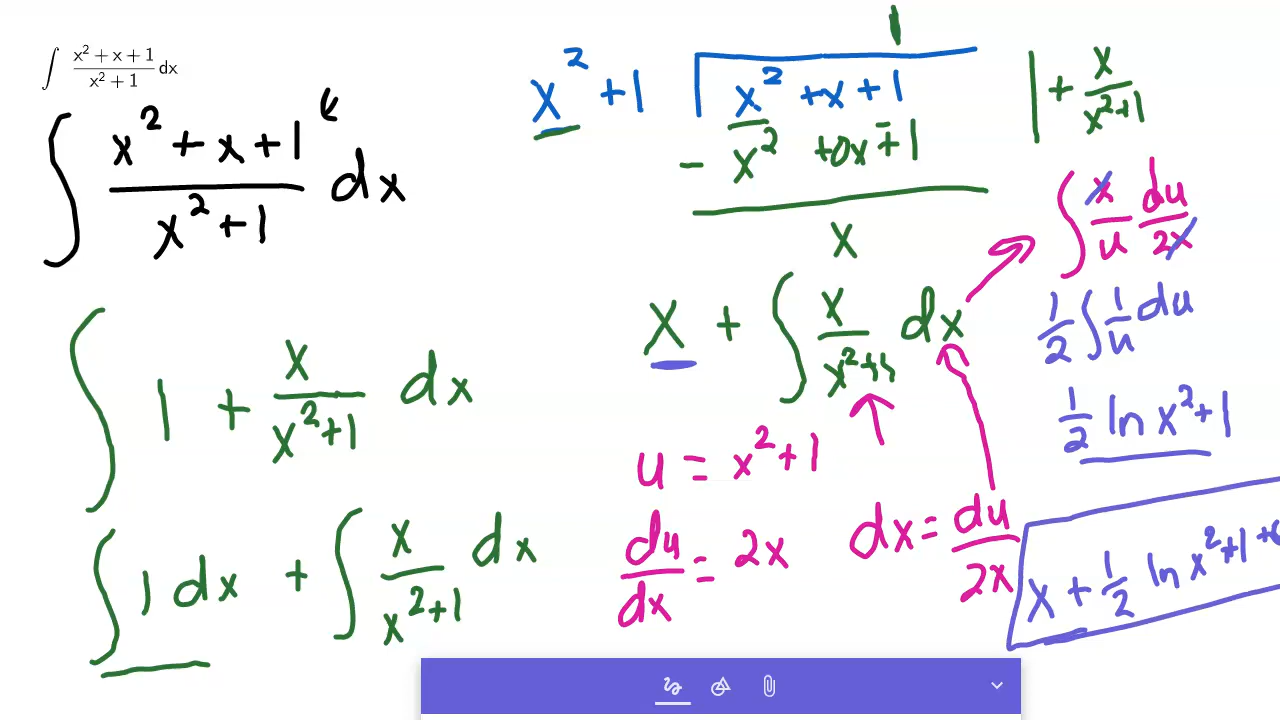 ∫ x² + x + 1 / x² + 1 dx
∫ x² + x + 1 / x² + 1 dx
∫ 1 + x / x² + 1 dx
∫ 1 dx + ∫ x / x² + 1 dx
1
x² + 1 x² + x + 1
− x² + 0x + 1
x
1 + x / x² + 1
x + ∫ x / x² + 1 dx
u = x² + 1
du / dx = 2x
dx = du / 2x
∫ x / u du / 2x
1 / 2 ∫ 1 / u du
1 / 2 ln x² + 1
x + 1 / 2 ln x² + 1 +